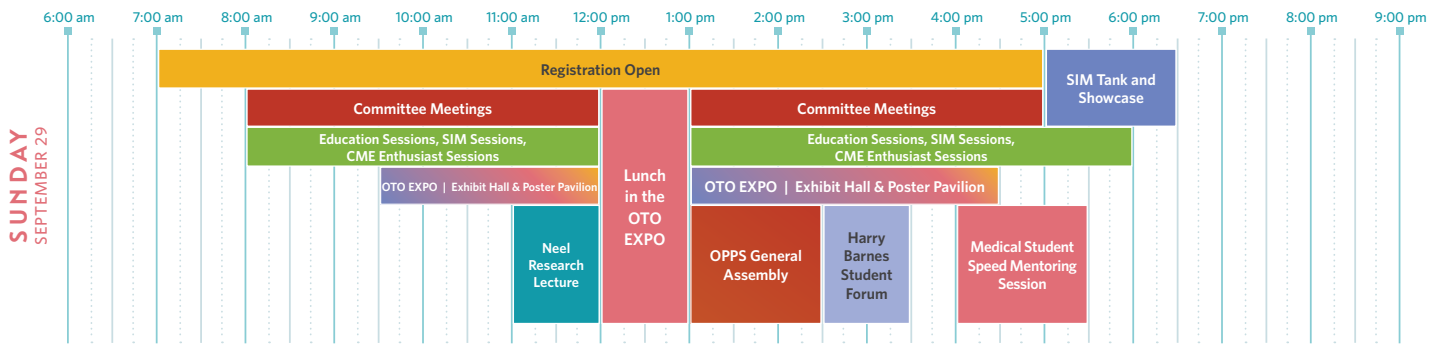 6:00 am 7:00 am 8:00 am 9:00 am 10:00 am 11:00 am 12:00 pm 1:00 pm 2:00 pm 3:00 pm 4:00 pm 5:00 pm 6:00 pm 7:00 pm 8:00 pm 9:00 pm
SUNDAY
SEPTEMBER 29
Registration Open
SIM Tank and
Showcase
Committee Meetings
Committee Meetings
Education Sessions, SIM Sessions,
CME Enthusiast Sessions
Education Sessions, SIM Sessions,
CME Enthusiast Sessions
OTO EXPO | Exhibit Hall & Poster Pavilion
Lunch
in the
OTO
EXPO
OTO EXPO | Exhibit Hall & Poster Pavilion
Neel
Research
Lecture
OPPS General
Assembly
Harry
Barnes
Student
Forum
Medical Student
Speed Mentoring
Session